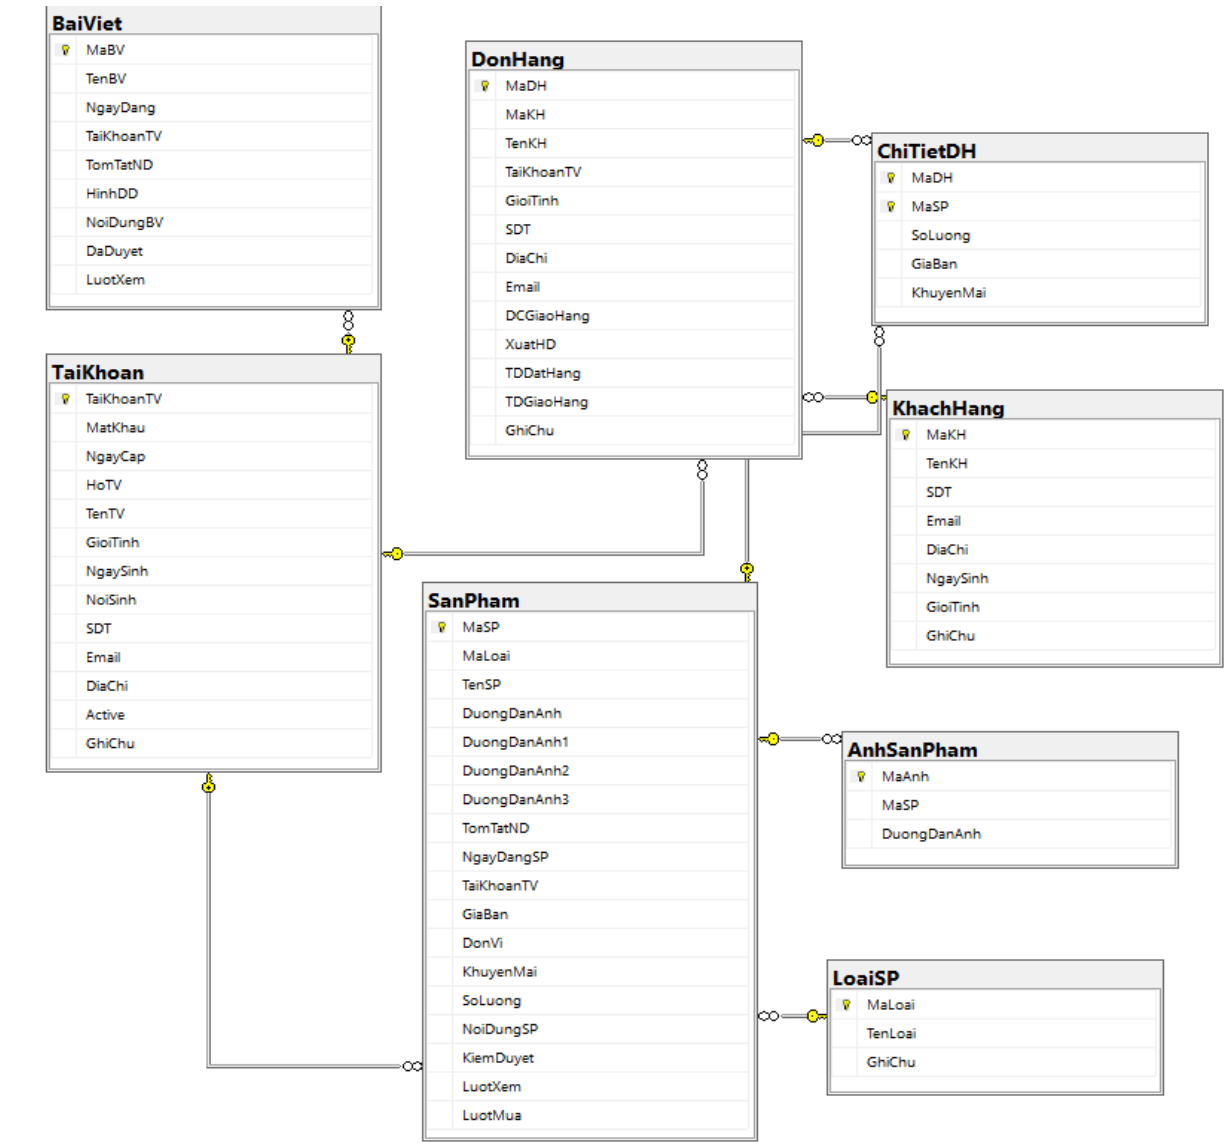 BaiViet
MaBV
TenBV
NgayDang
TaiKhoanTV
TomTatND
HinhDD
NoiDungBV
DaDuyet
LuotXem
TaiKhoan
TaiKhoanTV
MatKhau
NgayCap
HoTV
TenTV
GioiTinh
NgaySinh
NoiSinh
SDT
Email
DiaChi
Active
GhiChu
DonHang
MaDH
MaKH
TenKH
TaiKhoanTV
GioiTinh
SDT
DiaChi
Email
DCGiaoHang
XuatHD
TDDatHang
TDGiaoHang
GhiChu
ChiTietDH
MaDH
MaSP
SoLuong
GiaBan
KhuyenMai
KhachHang
MaKH
TenKH
SDT
Email
DiaChi
NgaySinh
GioiTinh
GhiChu
SanPham
MaSP
MaLoai
TenSP
DuongDanAnh
DuongDanAnh1
DuongDanAnh2
DuongDanAnh3
TomTatND
NgayDangSP
TaiKhoanTV
GiaBan
DonVi
KhuyenMai
SoLuong
NoiDungSP
KiemDuyet
LuotXem
LuotMua
AnhSanPham
MaAnh
MaSP
DuongDanAnh
LoaiSP
MaLoai
TenLoai
GhiChu